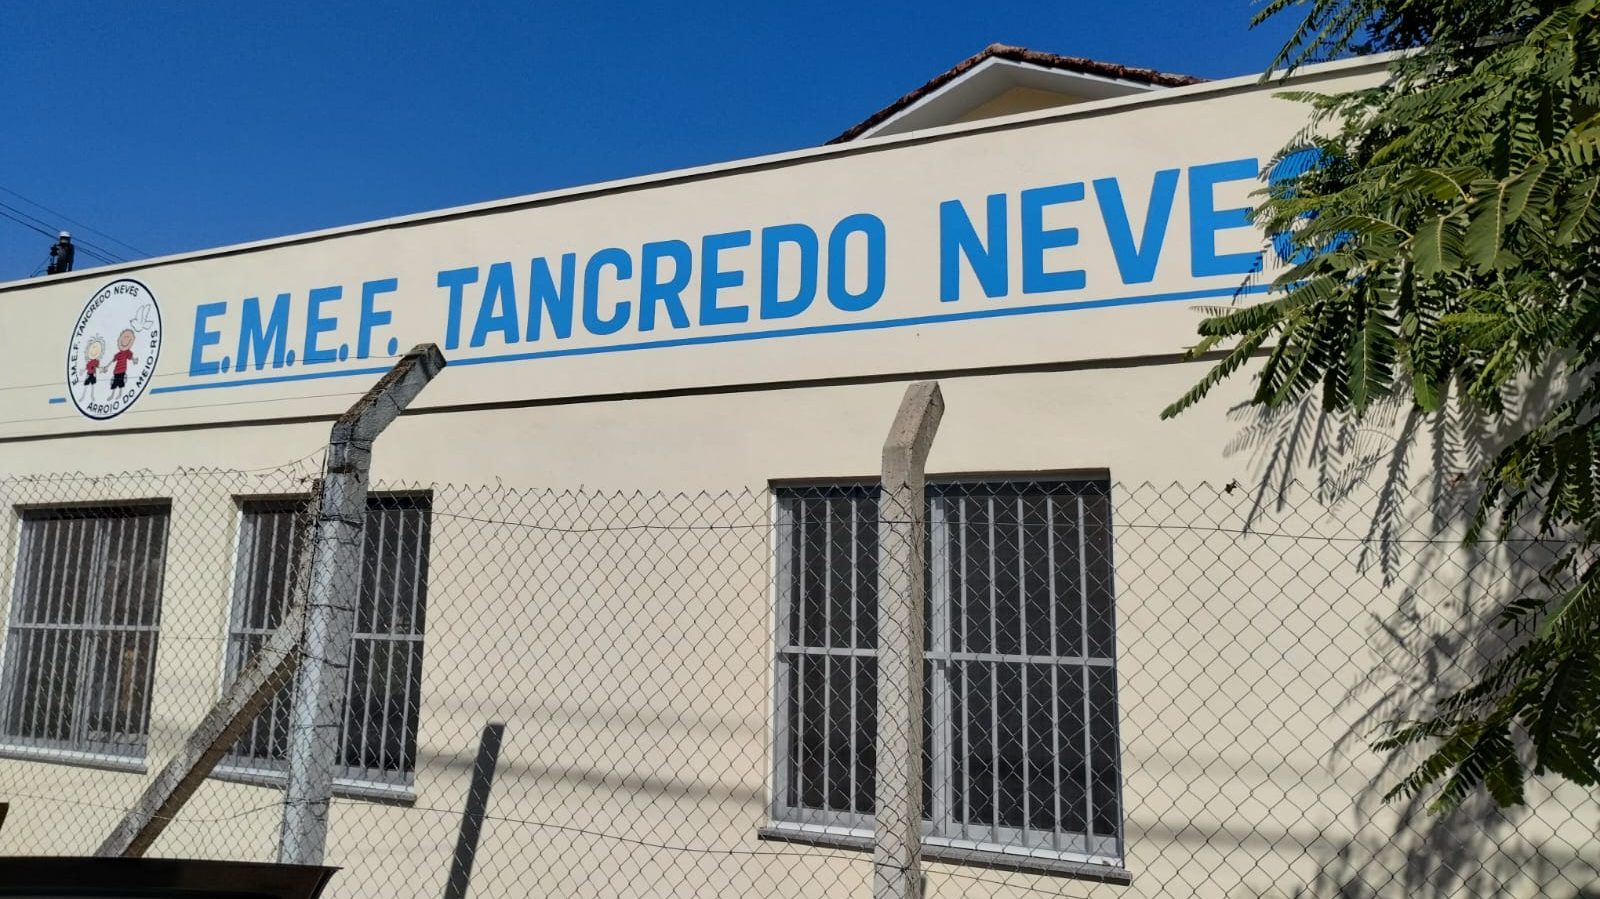 E.M.E.F. TANCREDO NEVES
ARROIO DO MEIO-RS
E.M.E.F. TANCREDO NEVES